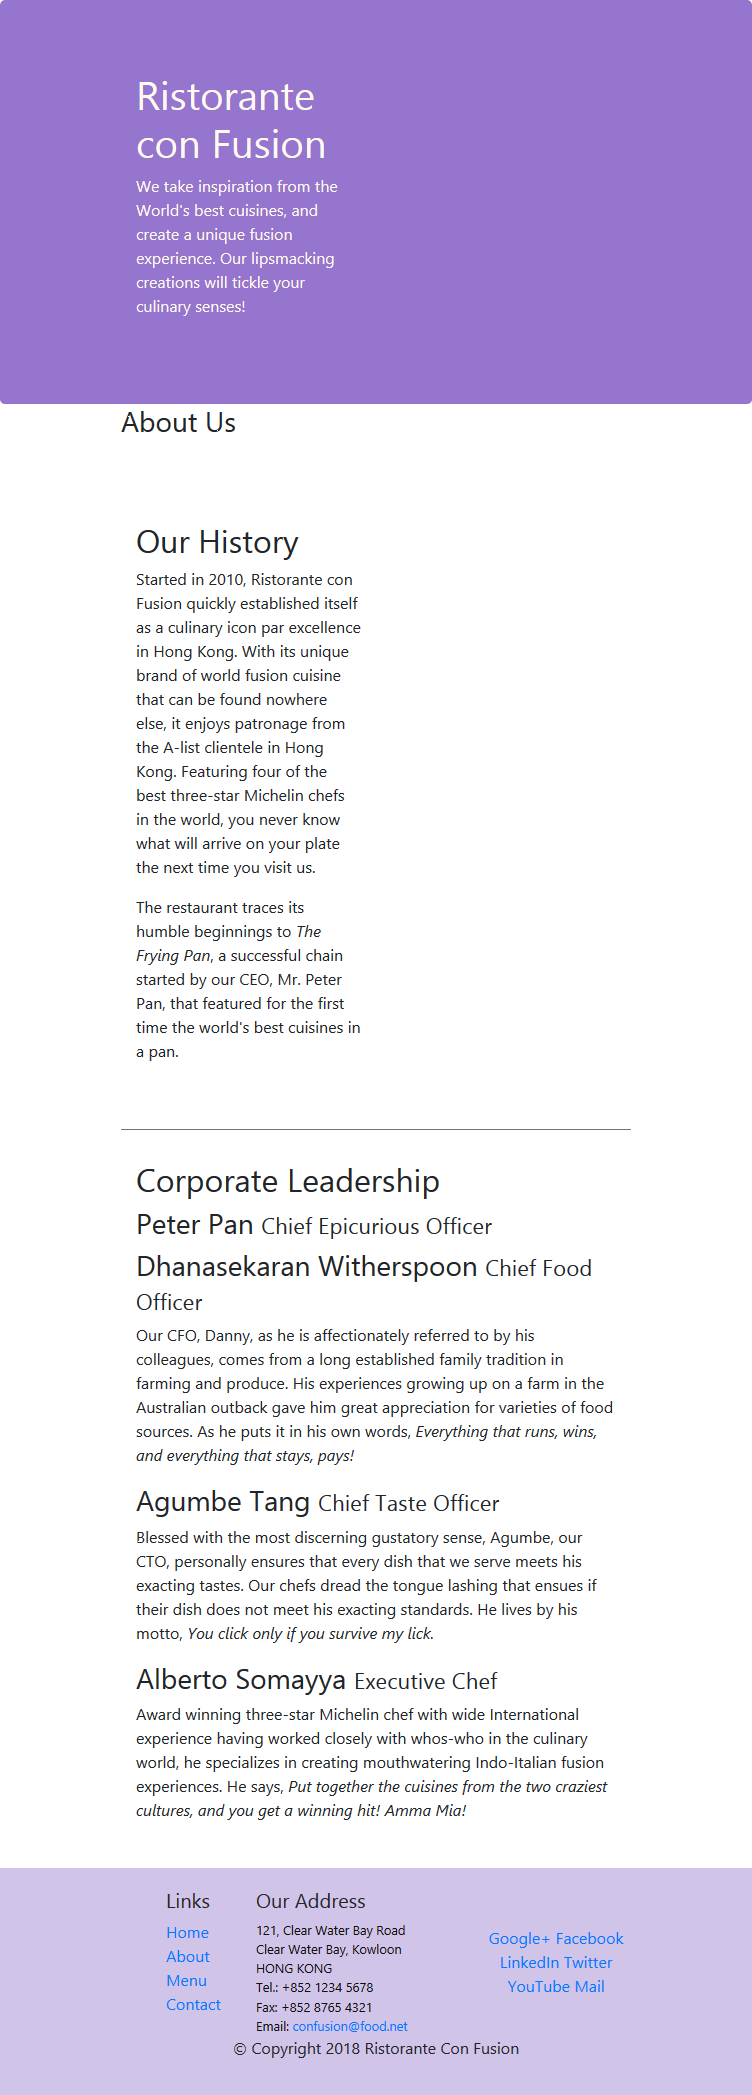 Ristorante
con Fusion
We take inspiration from the
World's best cuisines, and
create a unique fusion
experience. Our lipsmacking
creations will tickle your
culinary senses!
About Us
Our History
Started in 2010, Ristorante con
Fusion quickly established itself
as a culinary icon par excellence
in Hong Kong. With its unique
brand of world fusion cuisine
that can be found nowhere
else, it enjoys patronage from
the A-list clientele in Hong
Kong. Featuring four of the
best three-star Michelin chefs
in the world, you never know
what will arrive on your plate
the next time you visit us.
The restaurant traces its
humble beginnings to The
Frying Pan, a successful chain
started by our CEO, Mr. Peter
Pan, that featured for the first
time the world's best cuisines in
a pan.
Corporate Leadership
Peter Pan Chief Epicurious Officer
Dhanasekaran Witherspoon Chief Food
Officer
Our CFO, Danny, as he is affectionately referred to by his
colleagues, comes from a long established family tradition in
farming and produce. His experiences growing up on a farm in the
Australian outback gave him great appreciation for varieties of food
sources. As he puts it in his own words, Everything that runs, wins,
and everything that stays, pays!
Agumbe Tang Chief Taste Officer
Blessed with the most discerning gustatory sense, Agumbe, our
CTO, personally ensures that every dish that we serve meets his
exacting tastes. Our chefs dread the tongue lashing that ensues if
their dish does not meet his exacting standards. He lives by his
motto, You click only if you survive my lick.
Alberto Somayya Executive Chef
Award winning three-star Michelin chef with wide International
experience having worked closely with whos-who in the culinary
world, he specializes in creating mouthwatering Indo-Italian fusion
experiences. He says, Put together the cuisines from the two craziest
cultures, and you get a winning hit! Amma Mia!
Links
Home
About
Menu
Contact
Our Address
121, Clear Water Bay Road
Clear Water Bay, Kowloon
HONG KONG
Tel.: +852 1234 5678
Fax: +852 8765 4321
Email: confusion@food.net
Google+ Facebook
LinkedIn Twitter
YouTube Mail
© Copyright 2018 Ristorante Con Fusion